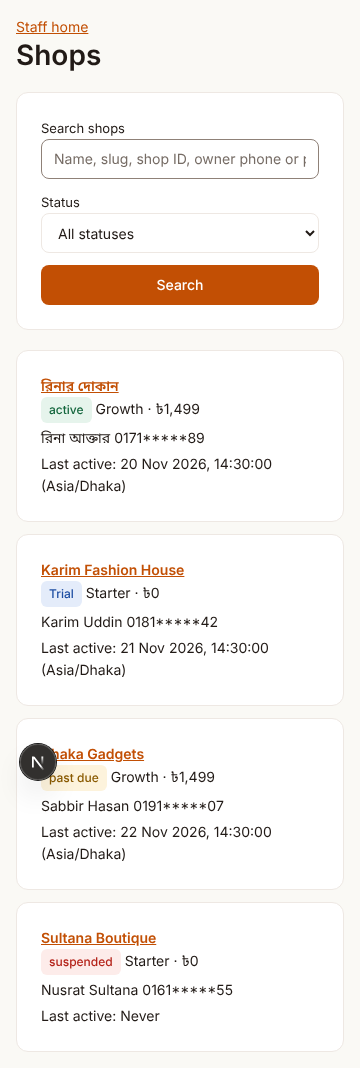 Staff home
Shops
Search shops
Name, slug, shop ID, owner phone or
Status
All statuses
Search
রিনার দোকান
active Growth · ৳1,499
রিনা আক্তার 0171*****89
Last active: 20 Nov 2026, 14:30:00
(Asia/Dhaka)
Karim Fashion House
Trial Starter · ৳0
Karim Uddin 0181*****42
Last active: 21 Nov 2026, 14:30:00
(Asia/Dhaka)
haka Gadgets
N
past due Growth · ৳1,499
Sabbir Hasan 0191*****07
Last active: 22 Nov 2026, 14:30:00
(Asia/Dhaka)
Sultana Boutique
suspended Starter · ৳0
Nusrat Sultana 0161*****55
Last active: Never